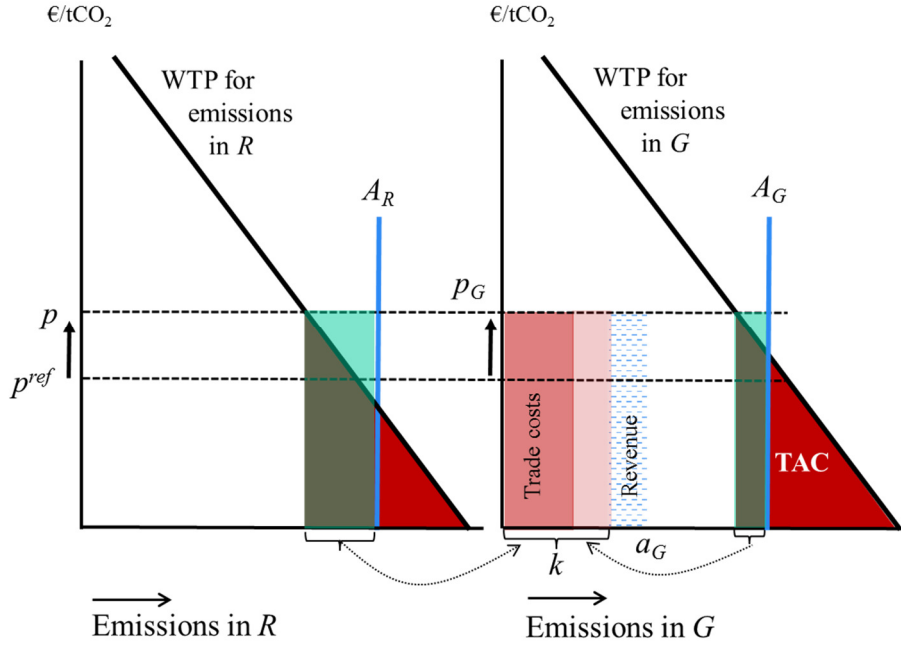 €/tCO₂
WTP for
emissions
in R
A_R
p
p^ref
Emissions in R
€/tCO₂
WTP for
emissions
in G
A_G
p_G
Trade costs
Revenue
TAC
k
a_G
Emissions in G